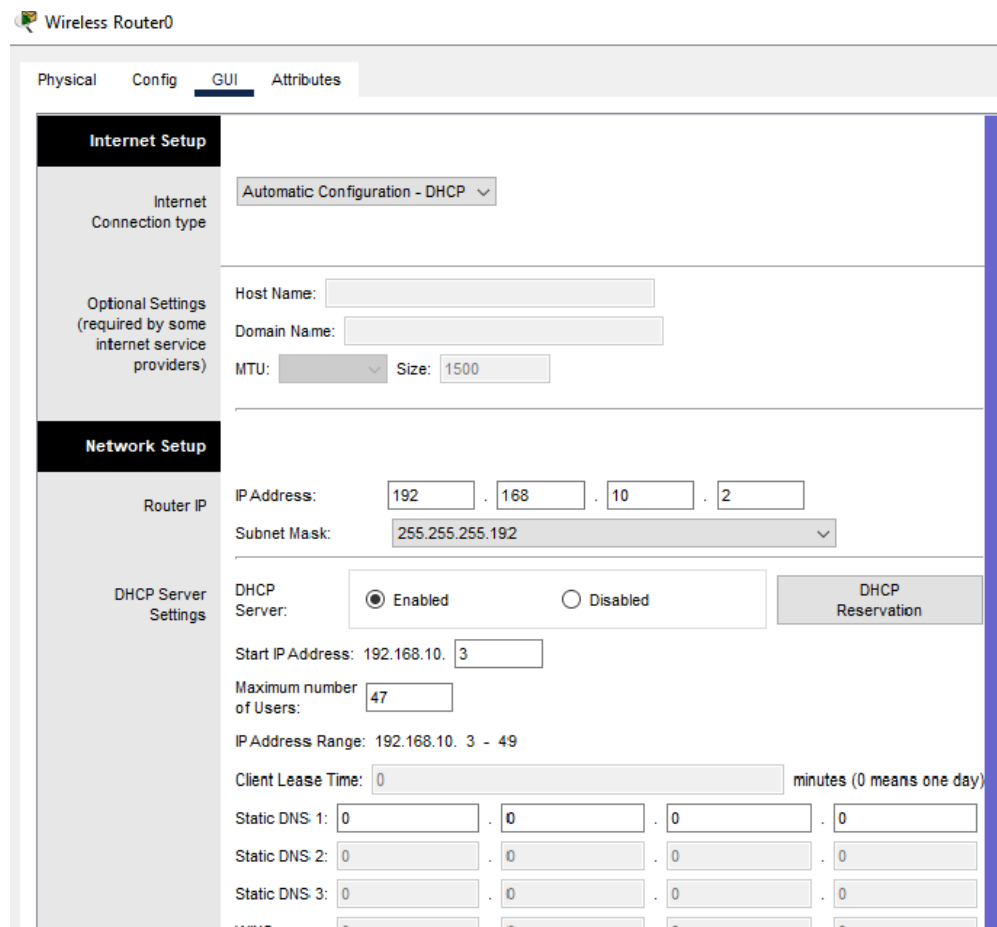 Wireless Router0
Physical Config GUI Attributes
Internet Setup
Internet
Connection type
Automatic Configuration - DHCP
Optional Settings
(required by some
internet service
providers)
Host Name:
Domain Name:
MTU: Size: 1500
Network Setup
Router IP
IP Address: 192 . 168 . 10 . 2
Subnet Mask: 255.255.255.192
DHCP Server
Settings
DHCP
Server:
Enabled Disabled
DHCP
Reservation
Start IP Address: 192.168.10. 3
Maximum number
of Users:
47
IP Address Range: 192.168.10. 3 - 49
Client Lease Time: 0 minutes (0 means one day)
Static DNS 1: 0 . 0 . 0 . 0
Static DNS 2: 0 . 0 . 0 . 0
Static DNS 3: 0 . 0 . 0 . 0